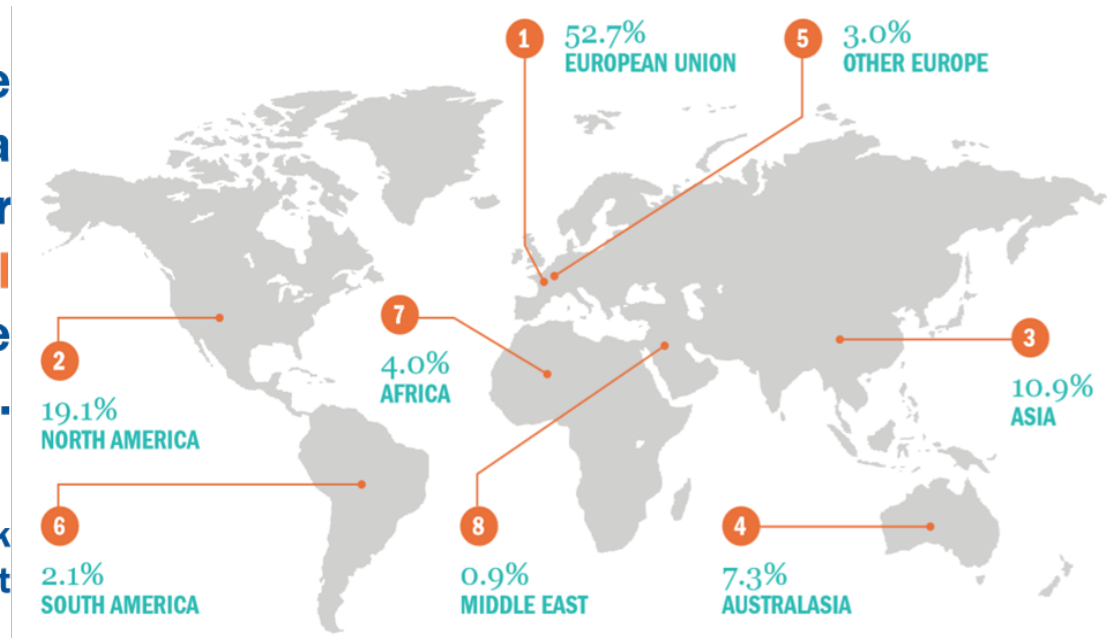 1
52.7%
EUROPEAN UNION
5
3.0%
OTHER EUROPE
2
19.1%
NORTH AMERICA
7
4.0%
AFRICA
3
10.9%
ASIA
6
2.1%
SOUTH AMERICA
8
0.9%
MIDDLE EAST
4
7.3%
AUSTRALASIA